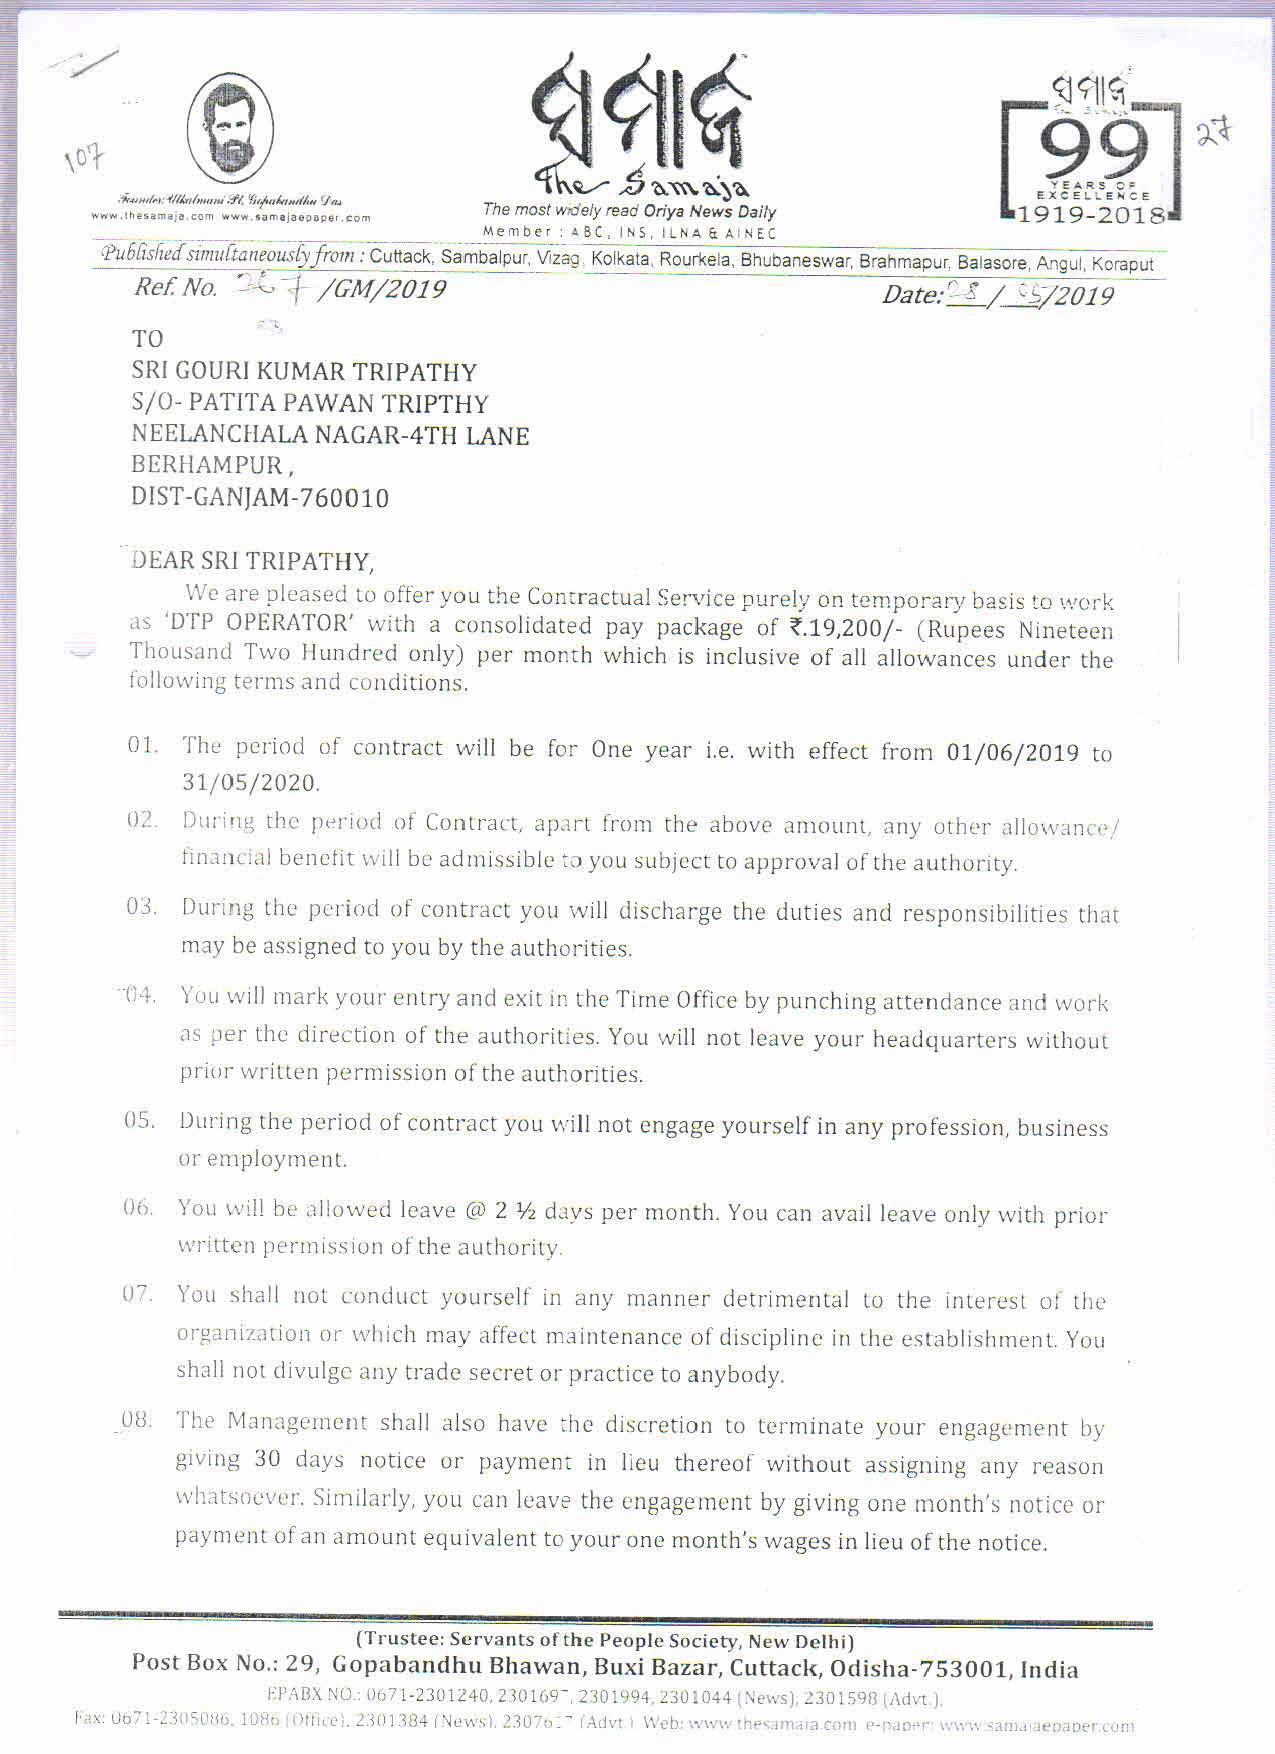 107
ସମାଜ
The Samaja
Founder: Utkalmani Pt. Gopabandhu Das
www.thesamaja.com www.samajaepaper.com
The most widely read Oriya News Daily
Member : ABC, INS, ILNA & AINEC
ସମାଜ
The Samaja
99
YEARS OF
EXCELLENCE
1919-2018
27
Published simultaneously from : Cuttack, Sambalpur, Vizag, Kolkata, Rourkela, Bhubaneswar, Brahmapur, Balasore, Angul, Koraput
Ref. No. 267 /GM/2019
Date: 28 / 05/2019
TO
SRI GOURI KUMAR TRIPATHY
S/O- PATITA PAWAN TRIPTHY
NEELANCHALA NAGAR-4TH LANE
BERHAMPUR ,
DIST-GANJAM-760010
DEAR SRI TRIPATHY,
We are pleased to offer you the Contractual Service purely on temporary basis to work
as ‘DTP OPERATOR’ with a consolidated pay package of ₹.19,200/- (Rupees Nineteen
Thousand Two Hundred only) per month which is inclusive of all allowances under the
following terms and conditions.
01. The period of contract will be for One year i.e. with effect from 01/06/2019 to
31/05/2020.
02. During the period of Contract, apart from the above amount, any other allowance/
financial benefit will be admissible to you subject to approval of the authority.
03. During the period of contract you will discharge the duties and responsibilities that
may be assigned to you by the authorities.
04. You will mark your entry and exit in the Time Office by punching attendance and work
as per the direction of the authorities. You will not leave your headquarters without
prior written permission of the authorities.
05. During the period of contract you will not engage yourself in any profession, business
or employment.
06. You will be allowed leave @ 2 ½ days per month. You can avail leave only with prior
written permission of the authority.
07. You shall not conduct yourself in any manner detrimental to the interest of the
organization or which may affect maintenance of discipline in the establishment. You
shall not divulge any trade secret or practice to anybody.
08. The Management shall also have the discretion to terminate your engagement by
giving 30 days notice or payment in lieu thereof without assigning any reason
whatsoever. Similarly, you can leave the engagement by giving one month’s notice or
payment of an amount equivalent to your one month’s wages in lieu of the notice.
(Trustee: Servants of the People Society, New Delhi)
Post Box No.: 29, Gopabandhu Bhawan, Buxi Bazar, Cuttack, Odisha-753001, India
EPABX NO.: 0671-2301240, 2301994, 2301044 (News), 2301598 (Advt.),
Fax: 0671-2305086, 1086 (Office), 2301384 (News), (Advt.) Web: www.thesamaja.com e-paper: www.samajaepaper.com